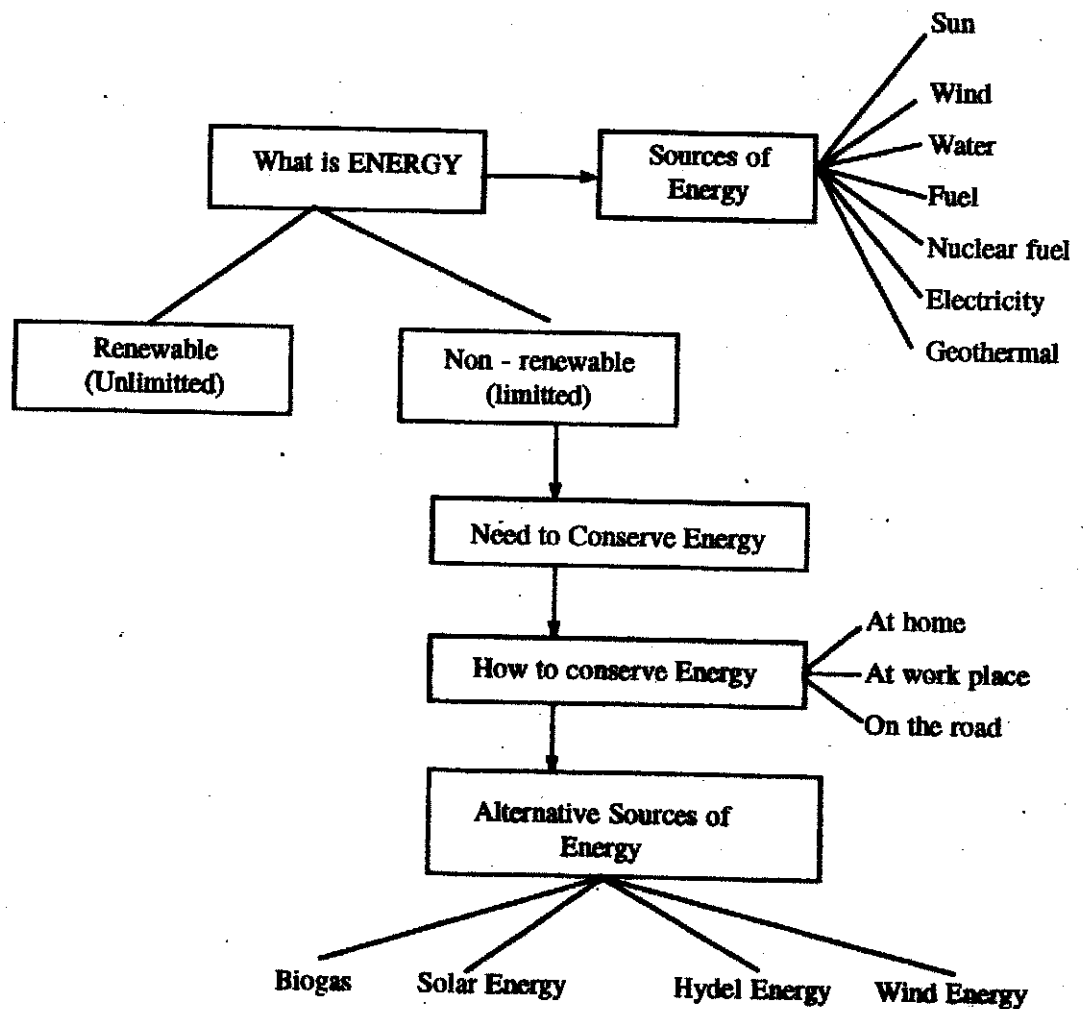 Sun
Wind
What is ENERGY
Sources of
Energy
Water
Fuel
Nuclear fuel
Electricity
Geothermal
Renewable
(Unlimitted)
Non - renewable
(limitted)
Need to Conserve Energy
How to conserve Energy
At home
At work place
On the road
Alternative Sources of
Energy
Biogas
Solar Energy
Hydel Energy
Wind Energy